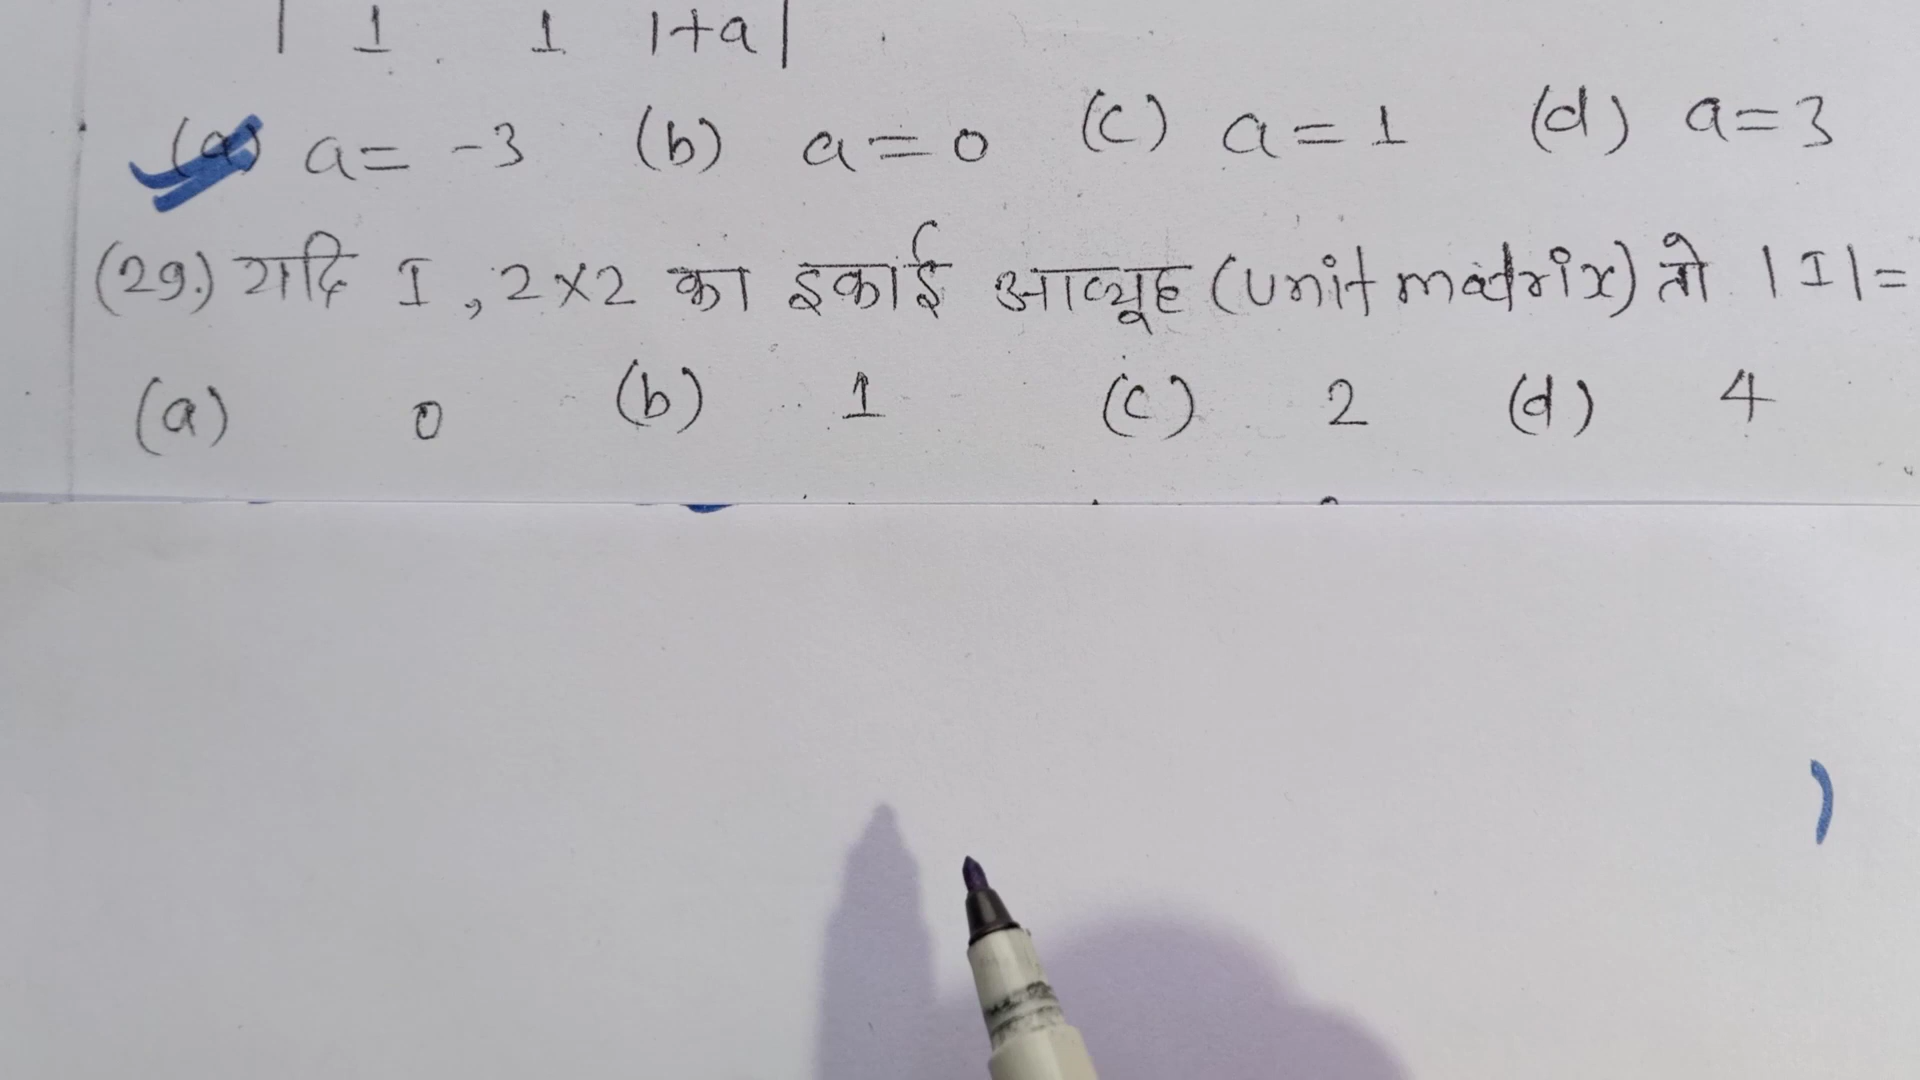 | 1 1 1+a |
(a) a = -3 (b) a = 0 (c) a = 1 (d) a = 3
(29.) यदि I, 2×2 का इकाई आव्यूह (unit matrix) तो |I| =
(a) 0 (b) 1 (c) 2 (d) 4
)